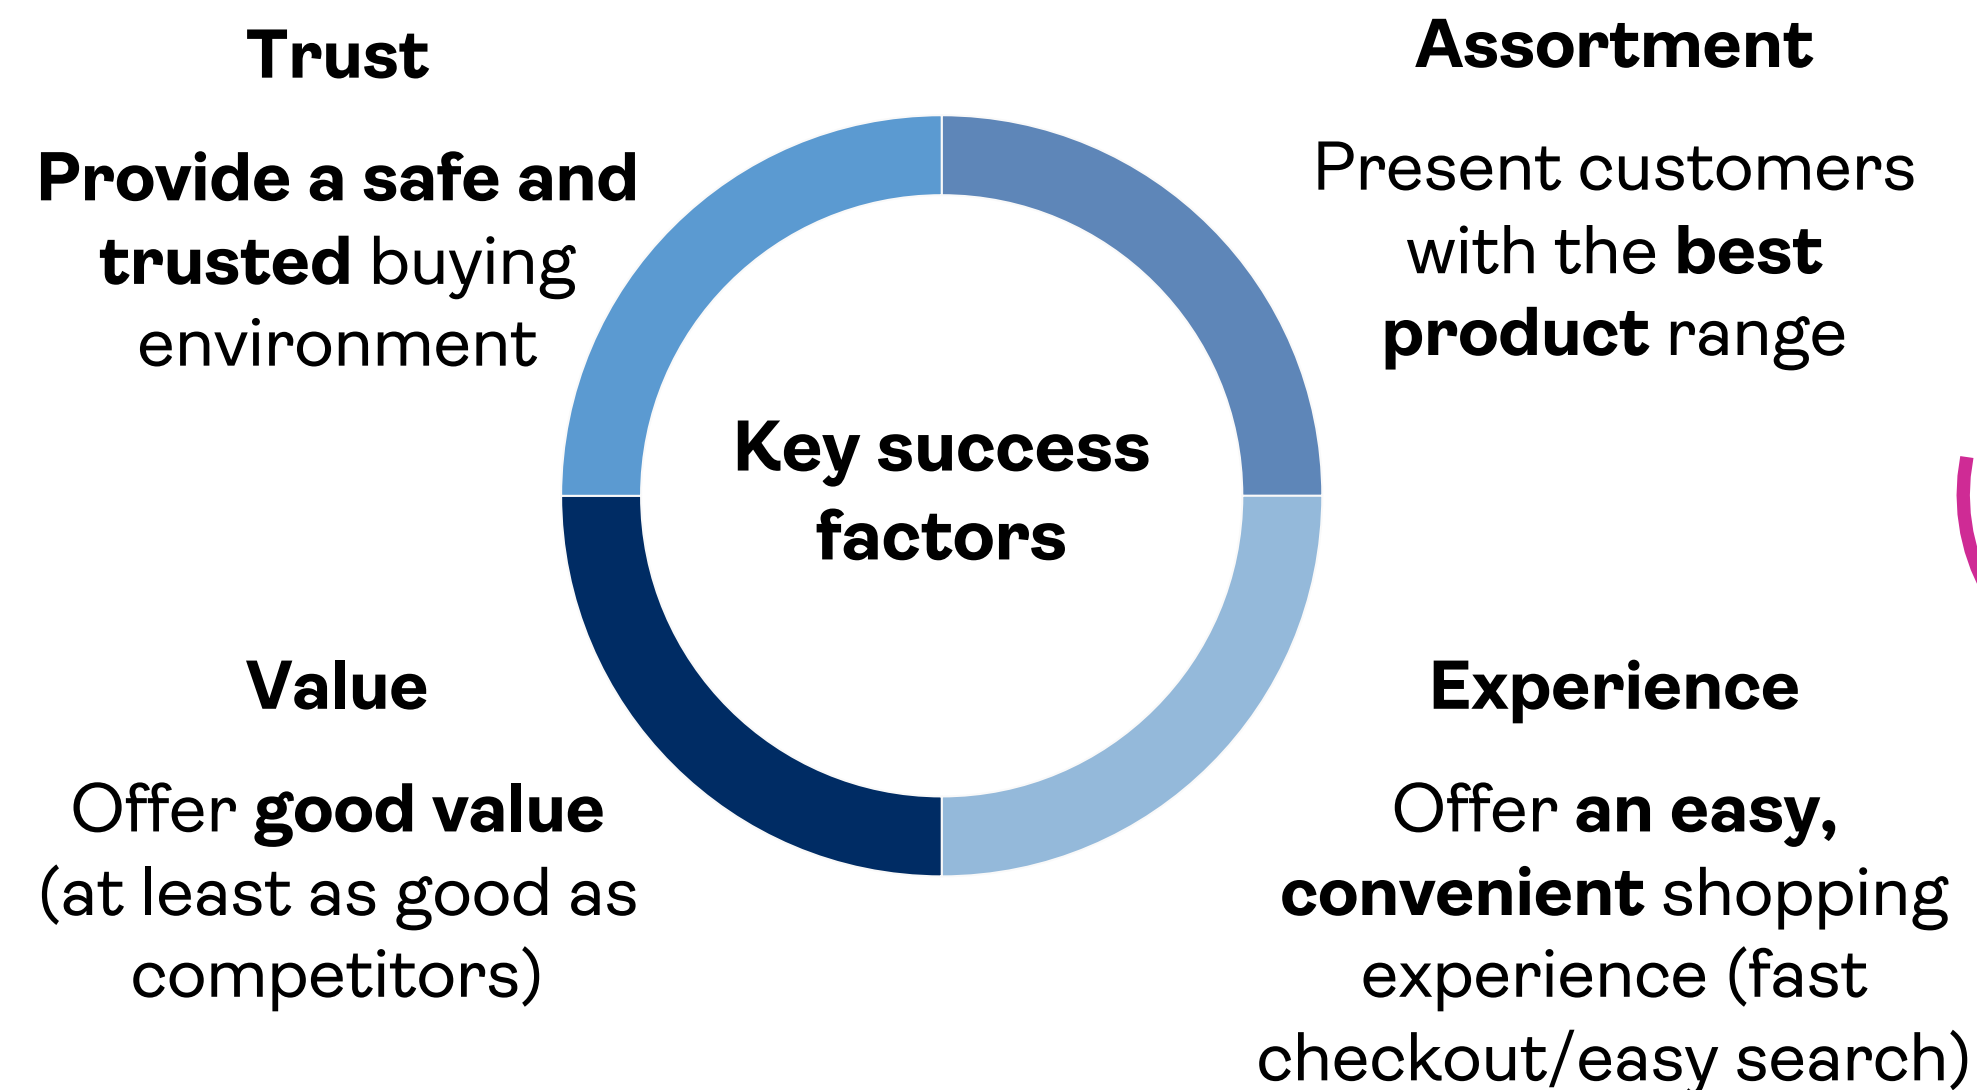 Trust
Provide a safe and
trusted buying
environment
Assortment
Present customers
with the best
product range
Key success
factors
Value
Offer good value
(at least as good as
competitors)
Experience
Offer an easy,
convenient shopping
experience (fast
checkout/easy search)